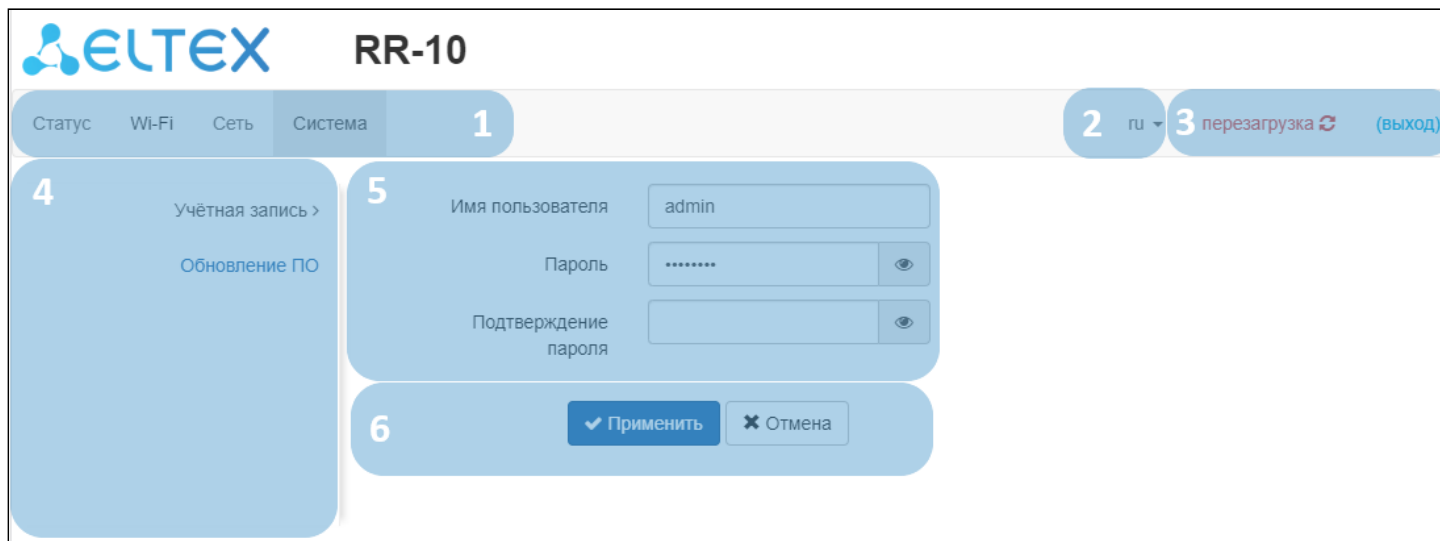 ELTEX RR-10
Статус Wi-Fi Сеть Система 1 2 ru 3 перезагрузка (выход)
4
Учётная запись >
Обновление ПО
5 Имя пользователя admin
Пароль ••••••••
Подтверждение
пароля
6 Применить Отмена